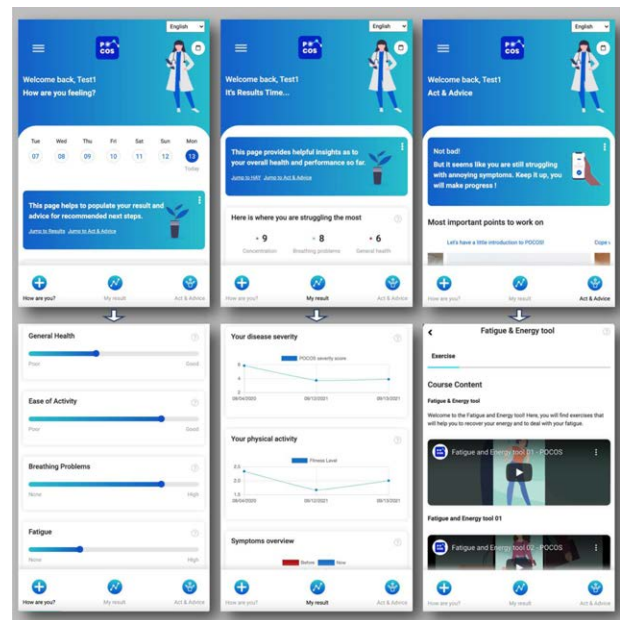 English
PO
COS
Welcome back, Test1
How are you feeling?
Tue Wed Thu Fri Sat Sun Mon
07 08 09 10 11 12 13
Today
This page helps to populate your result and
advice for recommended next steps.
Jump to Results Jump to Act & Advice
How are you? My result Act & Advice
General Health
Poor Good
Ease of Activity
Poor Good
Breathing Problems
None High
Fatigue
None High
How are you? My result Act & Advice
English
PO
COS
Welcome back, Test1
It's Results Time...
This page provides helpful insights as to
your overall health and performance so far.
Jump to HAY Jump to Act & Advice
Here is where you are struggling the most
9 8 6
Concentration Breathing problems General health
How are you? My result Act & Advice
Your disease severity
POCOS severity score
6
4
2
08/04/2020 08/13/2021 09/13/2021
Your physical activity
Fitness Level
3.0
2.0
1.0
08/04/2020 08/13/2021 09/13/2021
Symptoms overview
Before Now
How are you? My result Act & Advice
English
PO
COS
Welcome back, Test1
Act & Advice
Not bad!
But it seems like you are still struggling
with annoying symptoms. Keep it up, you
will make progress !
Most important points to work on
Let's have a little introduction to POCOS! Cope
How are you? My result Act & Advice
Fatigue & Energy tool
Exercise
Course Content
Fatigue & Energy tool
Welcome to the Fatigue and Energy tool! Here, you will find exercises that
will help you to recover your energy and to deal with your fatigue.
Fatigue and Energy tool 01 - POCOS
Fatigue and Energy tool 01
Fatigue and Energy tool 02 - POCOS
How are you? My result Act & Advice